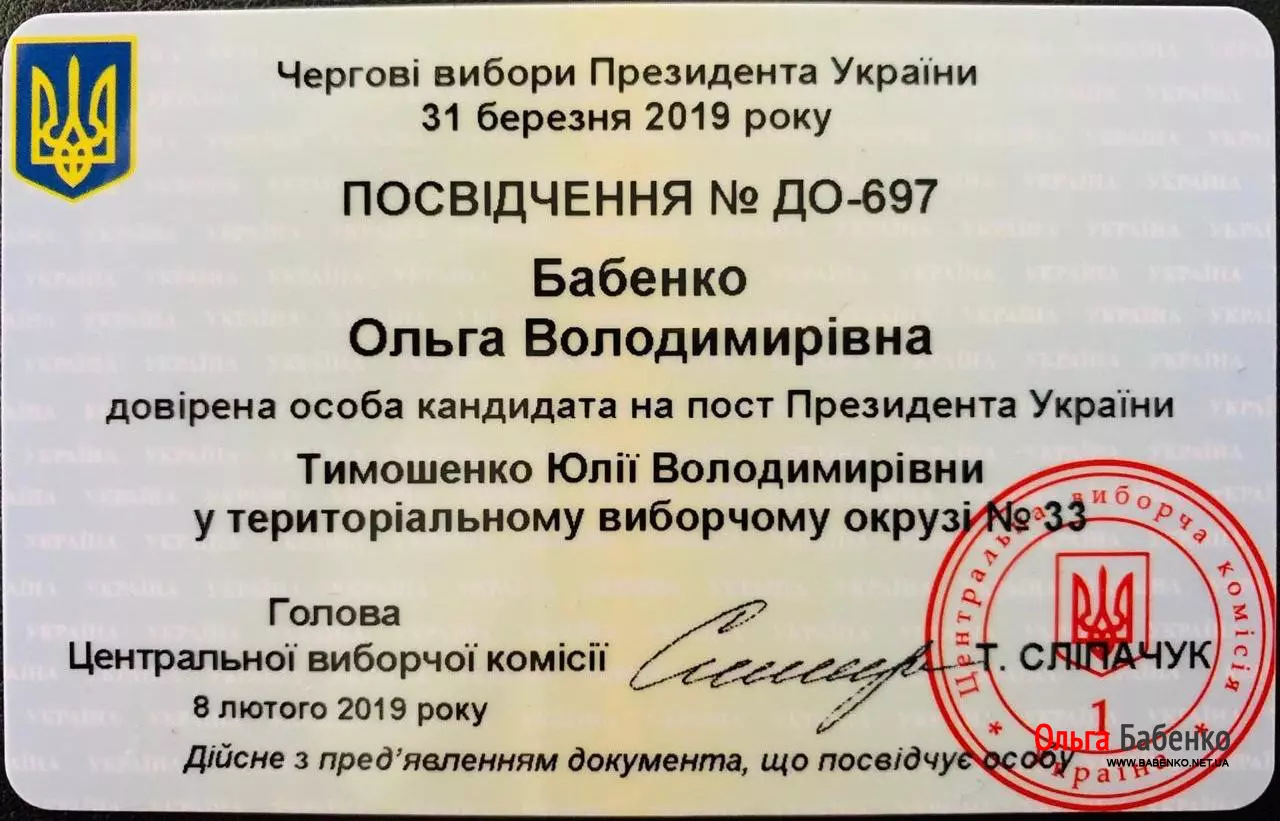 Чергові вибори Президента України
31 березня 2019 року
ПОСВІДЧЕННЯ № ДО-697
Бабенко
Ольга Володимирівна
довірена особа кандидата на пост Президента України
Тимошенко Юлії Володимирівни
у територіальному виборчому окрузі № 33
Голова
Центральної виборчої комісії
Т. СЛІПАЧУК
8 лютого 2019 року
Дійсне з пред’явленням документа, що посвідчує особу
Центральна виборча комісія
* Україна *
1
Ольга Бабенко
WWW.BABENKO.NET.UA